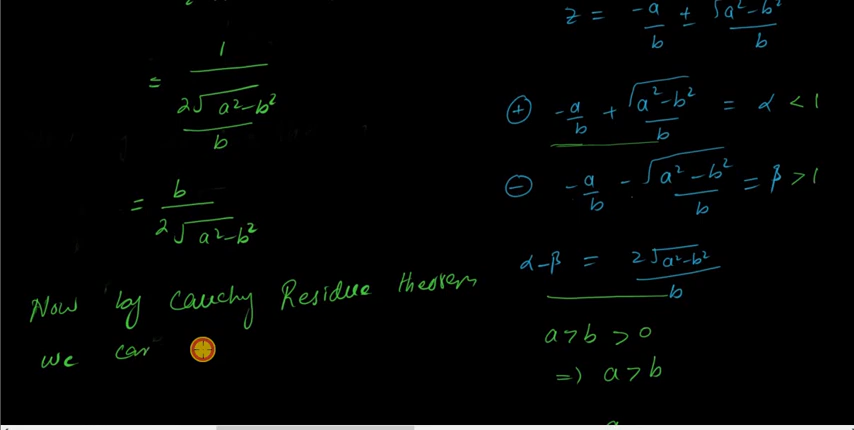 = 1 / (2√(a²-b²) / b)
= b / 2√(a²-b²)
Now by Cauchy Residue theorem
we can
z = -a/b ± √(a²-b²)/b
⊕ -a/b + √(a²-b²)/b = α < 1
⊖ -a/b - √(a²-b²)/b = β > 1
α-β = 2√(a²-b²)/b
a > b > 0
=) a > b